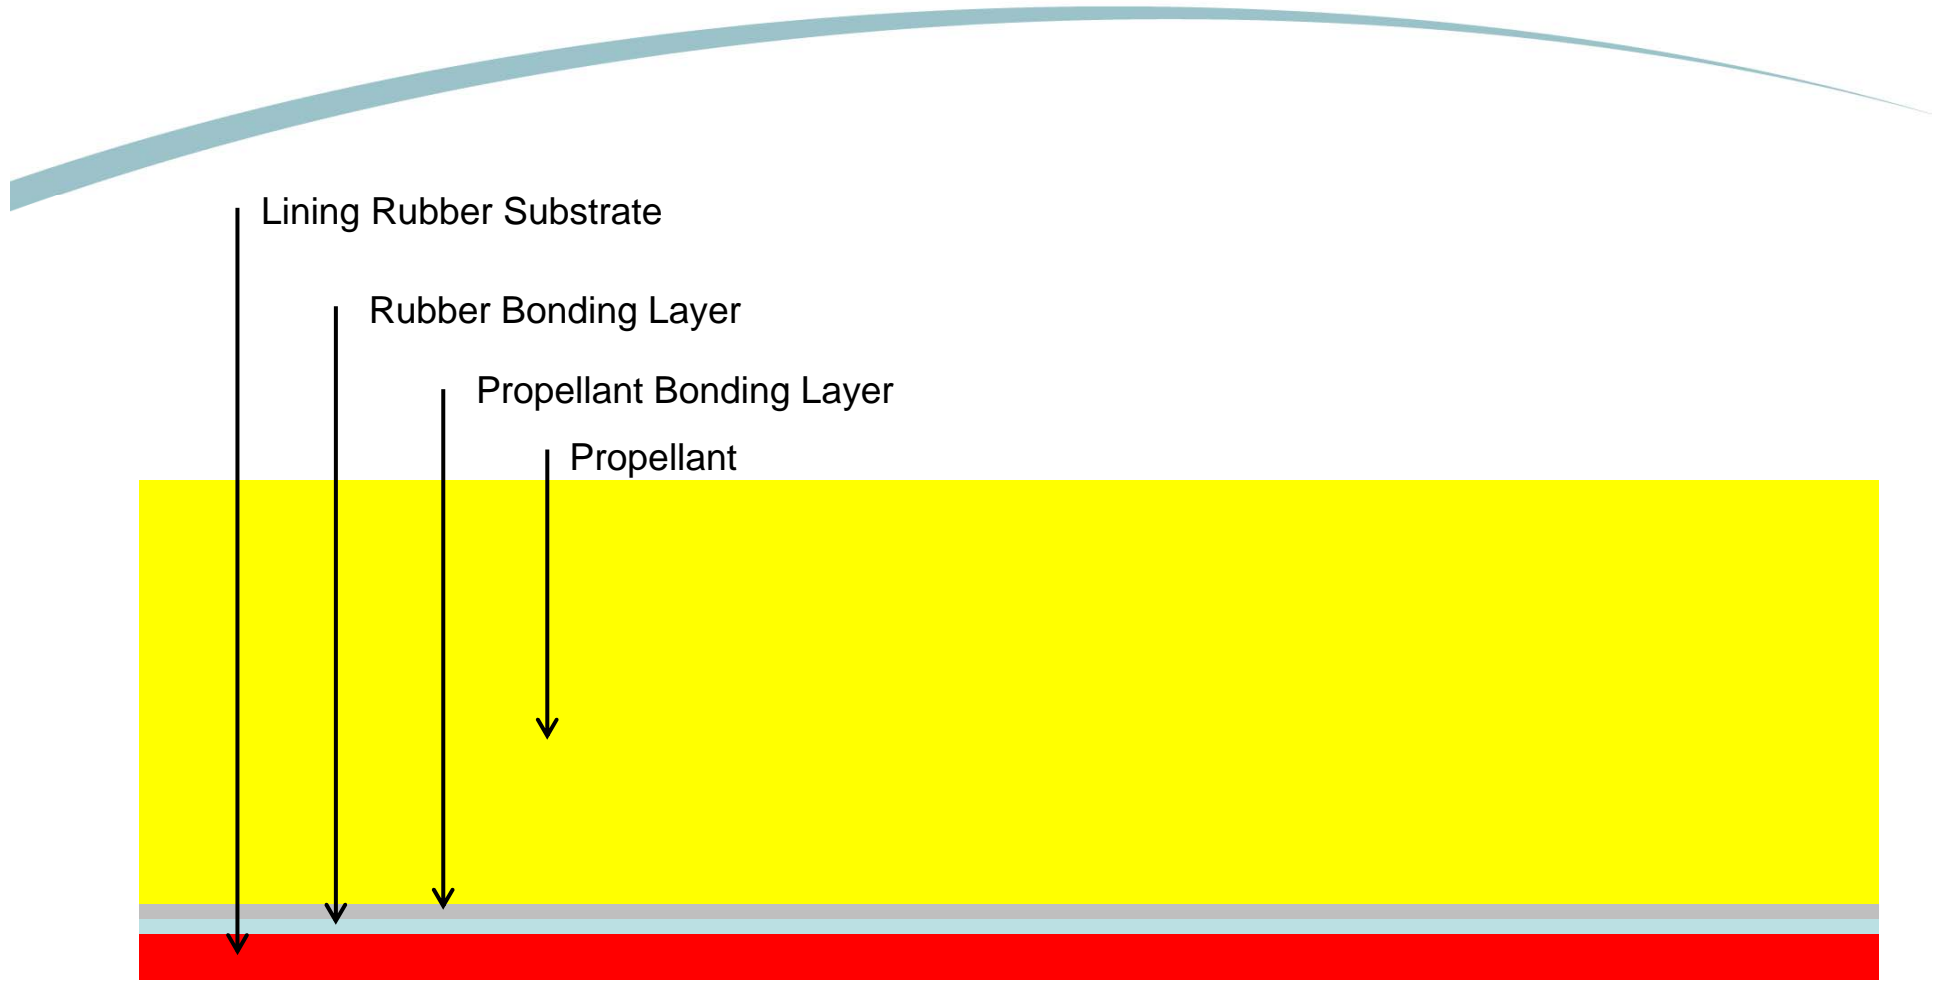 Lining Rubber Substrate
Rubber Bonding Layer
Propellant Bonding Layer
Propellant